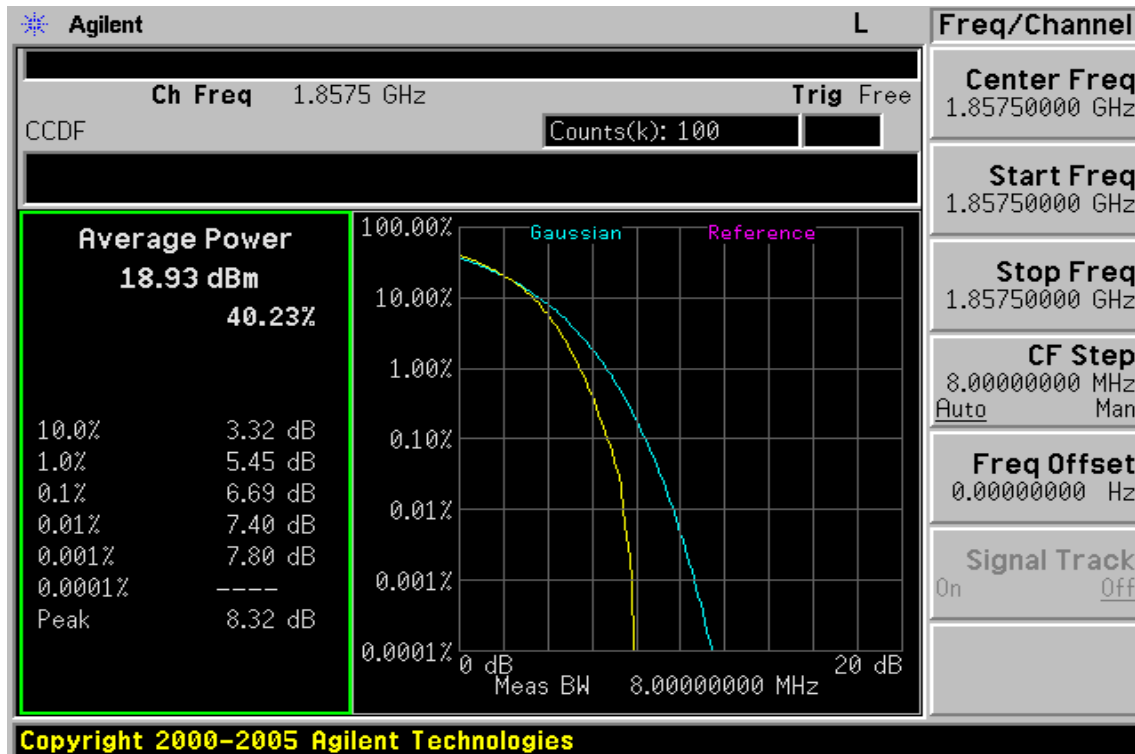 Agilent
L
Freq/Channel
Ch Freq 1.8575 GHz
Trig Free
CCDF
Counts(k): 100
Average Power
18.93 dBm
40.23%
10.0% 3.32 dB
1.0% 5.45 dB
0.1% 6.69 dB
0.01% 7.40 dB
0.001% 7.80 dB
0.0001% ----
Peak 8.32 dB
Gaussian
Reference
100.00%
10.00%
1.00%
0.10%
0.01%
0.001%
0.0001%
0 dB
20 dB
Meas BW 8.00000000 MHz
Center Freq
1.85750000 GHz
Start Freq
1.85750000 GHz
Stop Freq
1.85750000 GHz
CF Step
8.00000000 MHz
Auto Man
Freq Offset
0.00000000 Hz
Signal Track
On Off
Copyright 2000-2005 Agilent Technologies